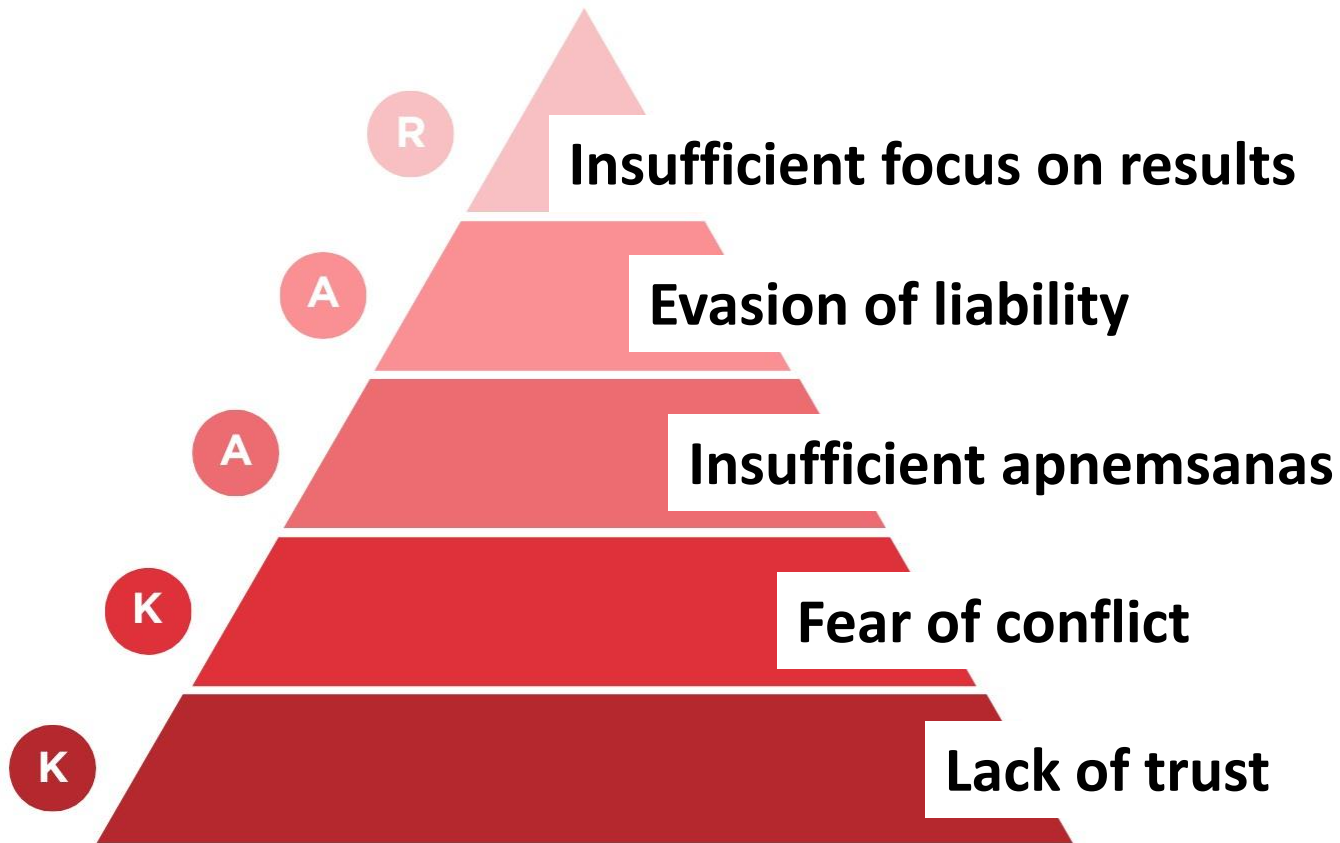 R
Insufficient focus on results
A
Evasion of liability
A
Insufficient apnemsanas
K
Fear of conflict
K
Lack of trust